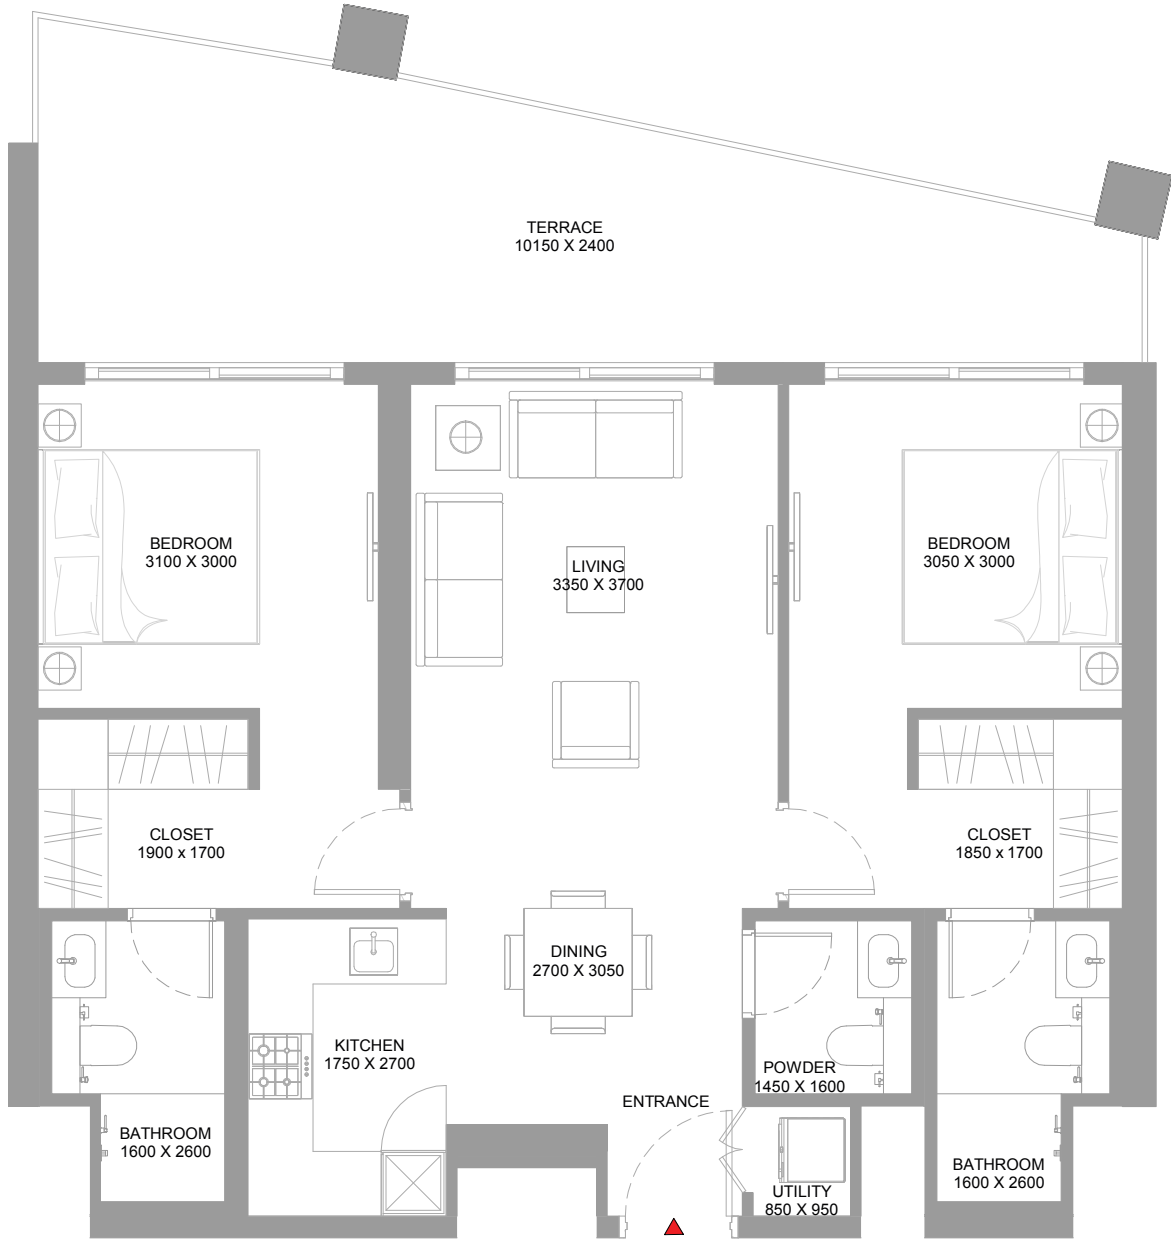 TERRACE
10150 X 2400
BEDROOM
3100 X 3000
LIVING
3350 X 3700
BEDROOM
3050 X 3000
CLOSET
1900 x 1700
CLOSET
1850 x 1700
DINING
2700 X 3050
KITCHEN
1750 X 2700
POWDER
1450 X 1600
ENTRANCE
BATHROOM
1600 X 2600
BATHROOM
1600 X 2600
UTILITY
850 X 950